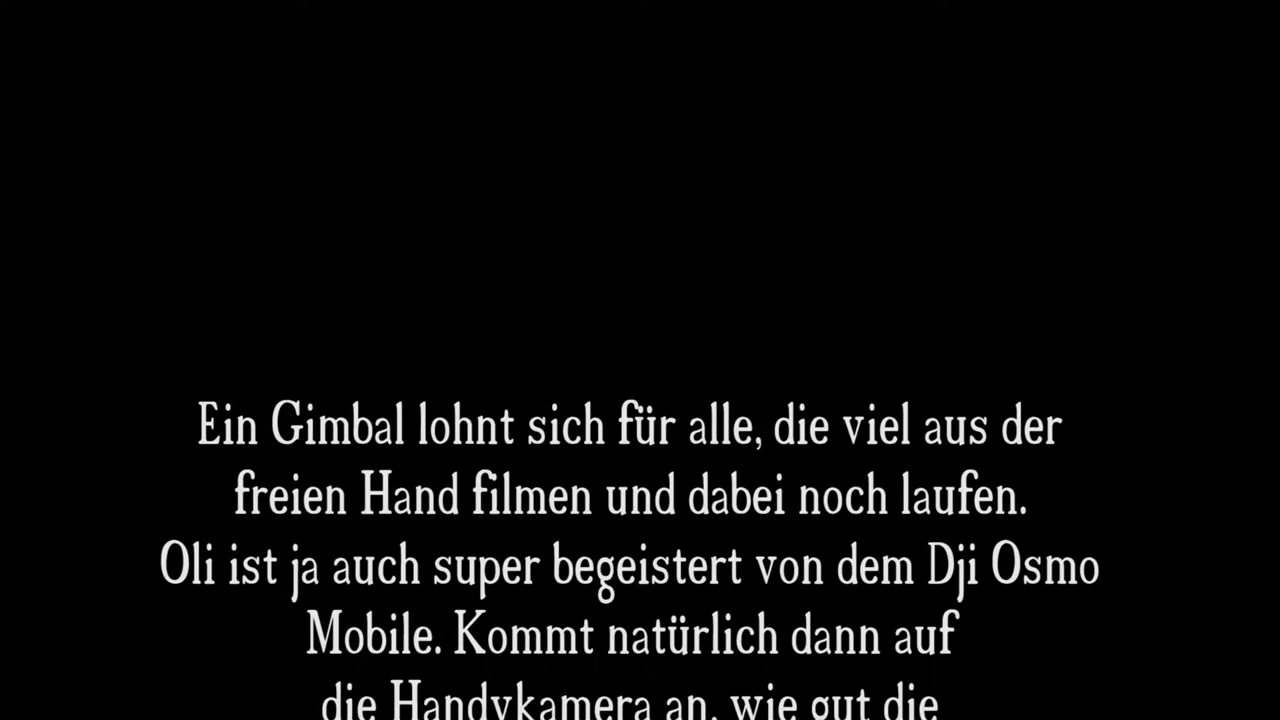 Ein Gimbal lohnt sich für alle, die viel aus der
freien Hand filmen und dabei noch laufen.
Oli ist ja auch super begeistert von dem Dji Osmo
Mobile. Kommt natürlich dann auf
die Handykamera an, wie gut die